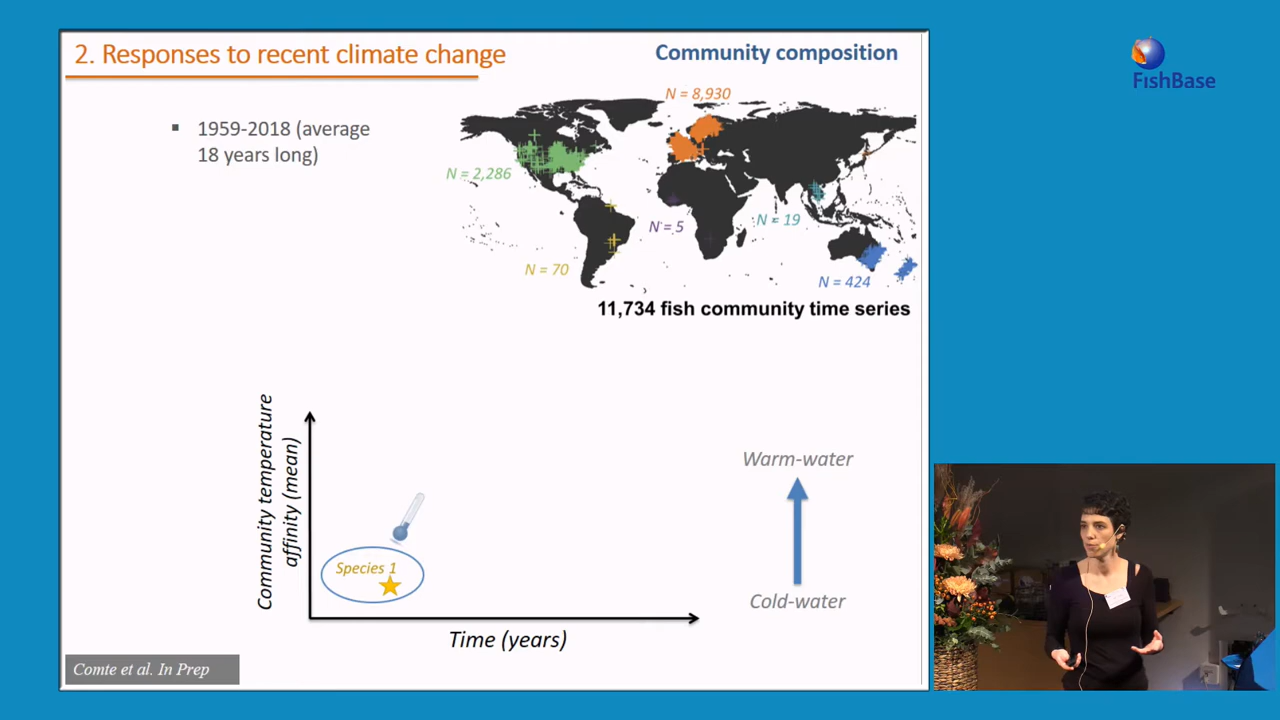 2. Responses to recent climate change
Community composition
FishBase
▪ 1959-2018 (average
18 years long)
N = 8,930
N = 2,286
N = 5
N = 19
N = 70
N = 424
11,734 fish community time series
Community temperature
affinity (mean)
Species 1
Time (years)
Warm-water
Cold-water
Comte et al. In Prep